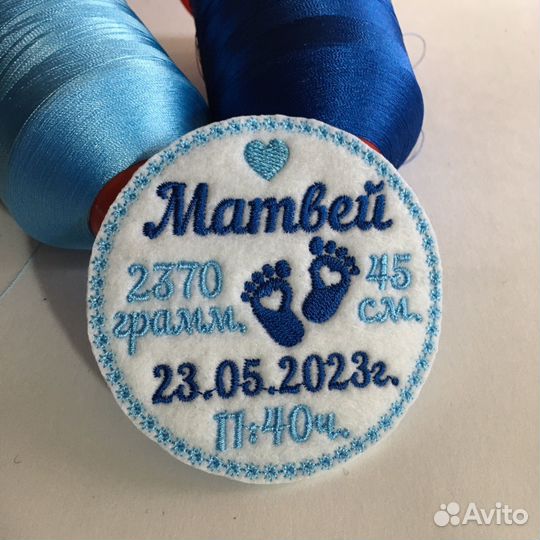 Матвей
2370 45
грамм. см.
23.05.2023г.
11:40ч.
Avito